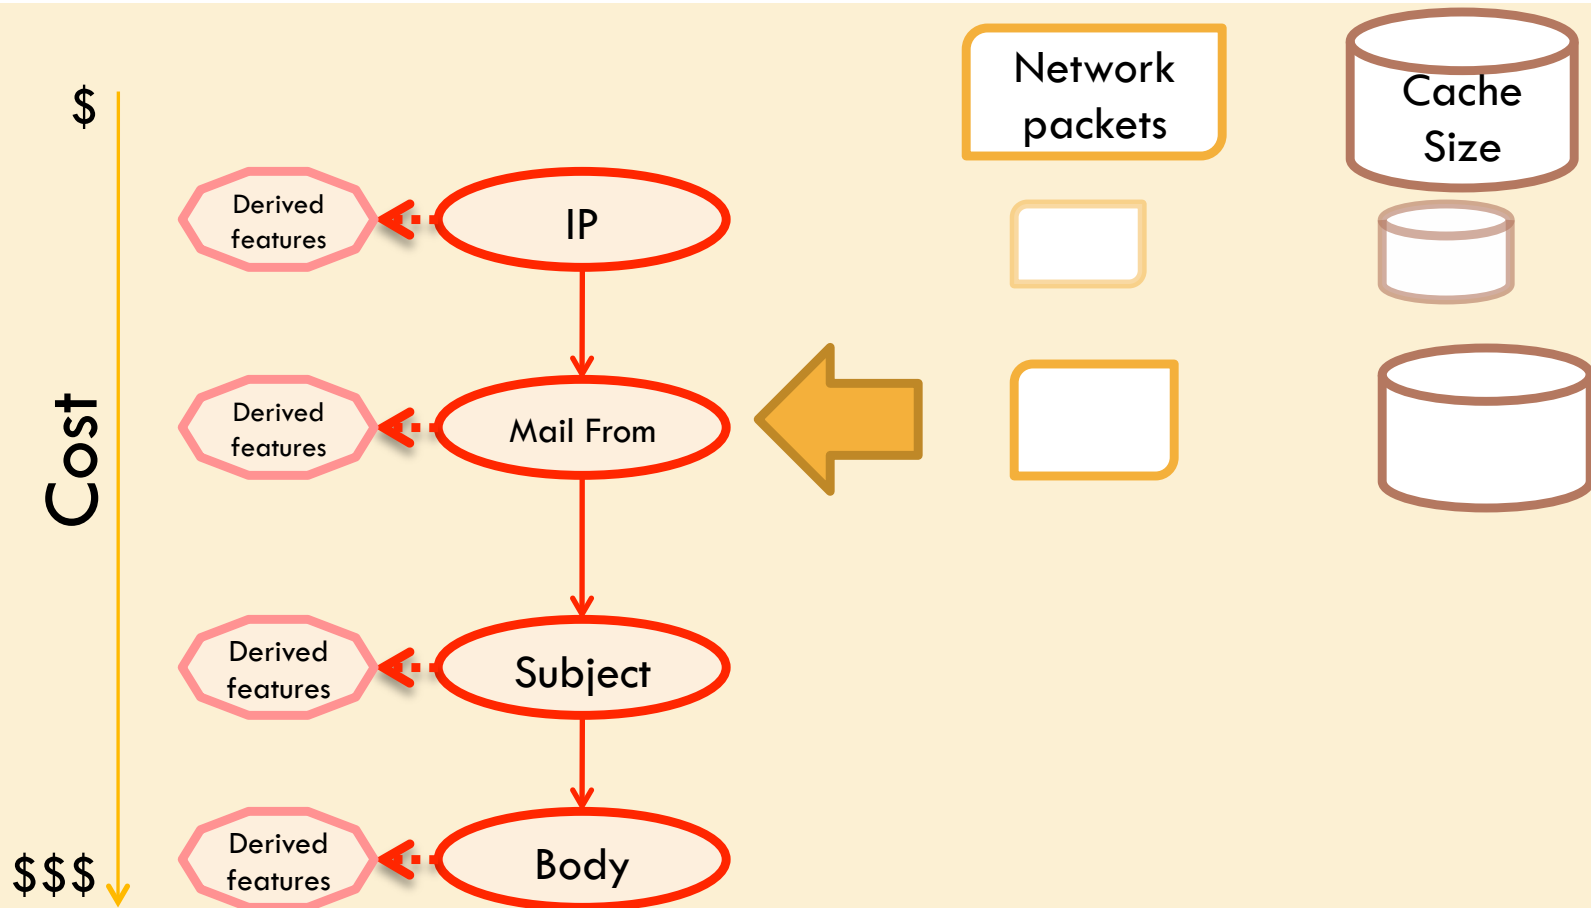 Network
packets
Cache
Size
$
Derived
features
IP
Derived
features
Mail From
Cost
Derived
features
Subject
Derived
features
Body
$$$